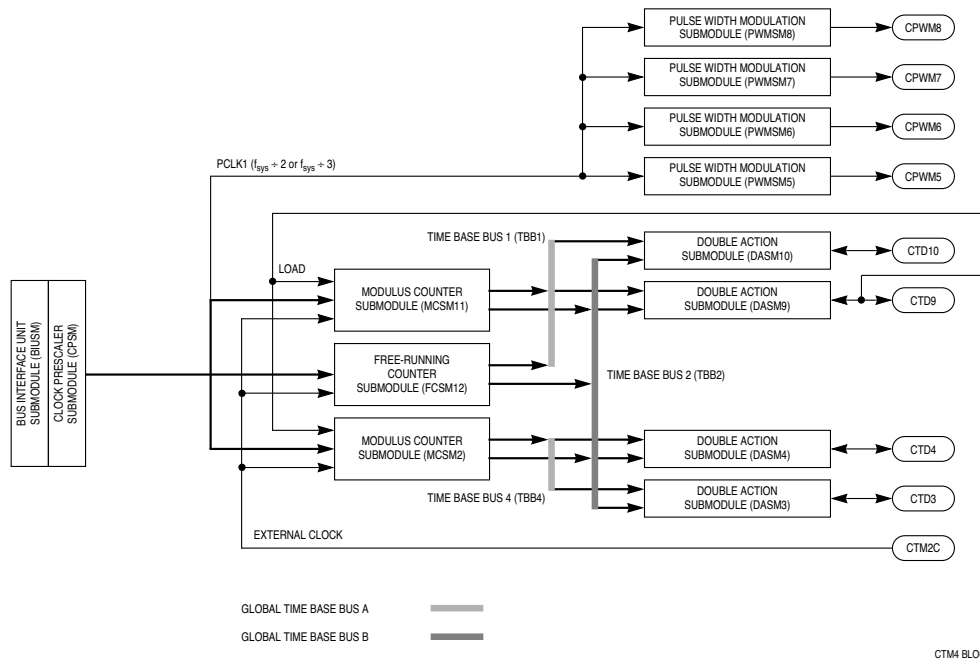 PULSE WIDTH MODULATION
SUBMODULE (PWMSM8)
CPWM8
PULSE WIDTH MODULATION
SUBMODULE (PWMSM7)
CPWM7
PULSE WIDTH MODULATION
SUBMODULE (PWMSM6)
CPWM6
PCLK1 (fsys ÷ 2 or fsys ÷ 3)
PULSE WIDTH MODULATION
SUBMODULE (PWMSM5)
CPWM5
TIME BASE BUS 1 (TBB1)
DOUBLE ACTION
SUBMODULE (DASM10)
CTD10
LOAD
MODULUS COUNTER
SUBMODULE (MCSM11)
DOUBLE ACTION
SUBMODULE (DASM9)
CTD9
BUS INTERFACE UNIT
SUBMODULE (BIUSM)
CLOCK PRESCALER
SUBMODULE (CPSM)
FREE-RUNNING
COUNTER
SUBMODULE (FCSM12)
TIME BASE BUS 2 (TBB2)
MODULUS COUNTER
SUBMODULE (MCSM2)
DOUBLE ACTION
SUBMODULE (DASM4)
CTD4
TIME BASE BUS 4 (TBB4)
DOUBLE ACTION
SUBMODULE (DASM3)
CTD3
EXTERNAL CLOCK
CTM2C
GLOBAL TIME BASE BUS A
GLOBAL TIME BASE BUS B
CTM4 BLO